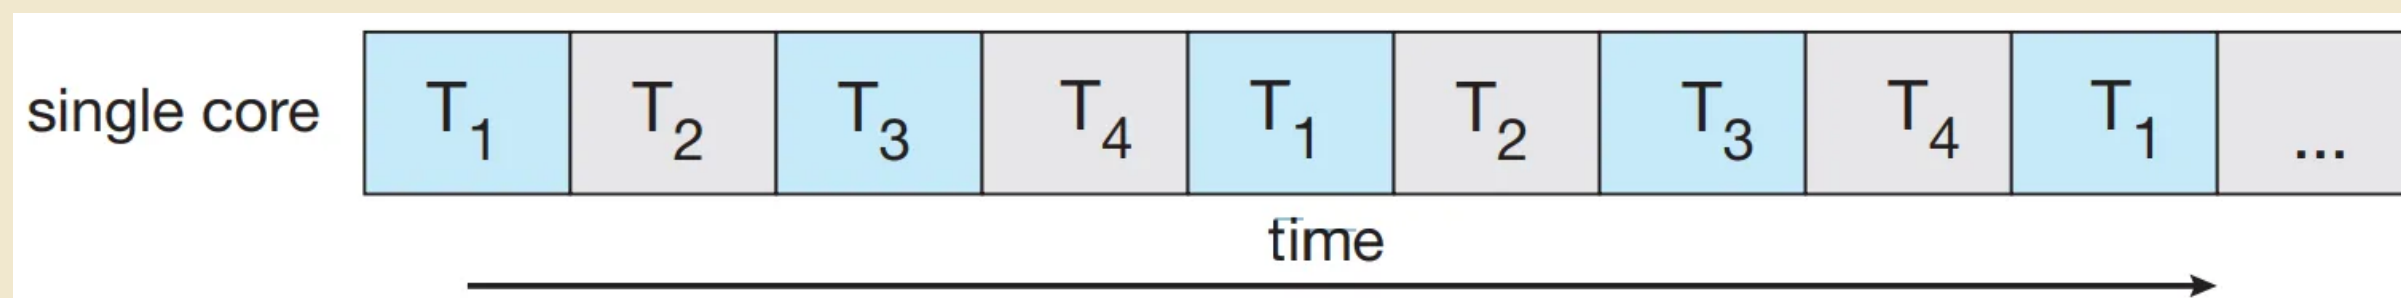 single core T1 T2 T3 T4 T1 T2 T3 T4 T1 ...
time